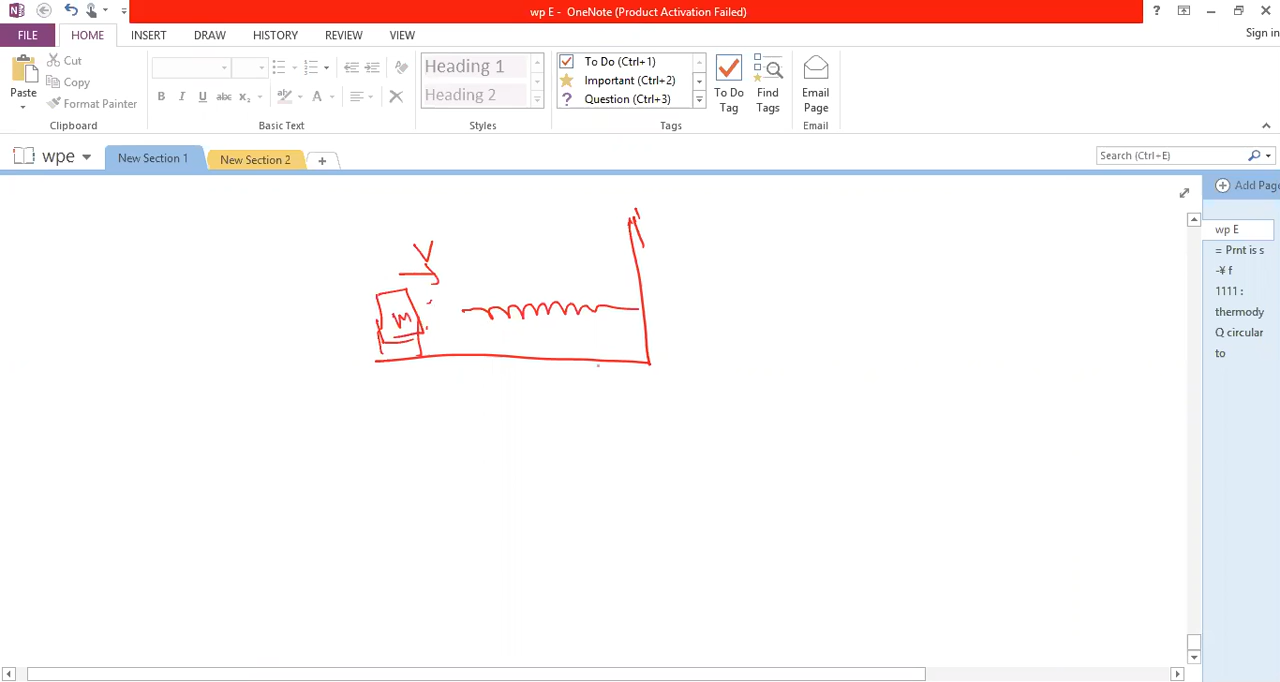 wp E - OneNote (Product Activation Failed)
?
Sign in
FILE HOME INSERT DRAW HISTORY REVIEW VIEW
Paste
Cut
Copy
Format Painter
Clipboard
B I U abc X₂ A
Basic Text
Heading 1
Heading 2
Styles
To Do (Ctrl+1)
Important (Ctrl+2)
? Question (Ctrl+3)
To Do Tag
Find Tags
Tags
Email Page
Email
wpe
New Section 1
New Section 2
Search (Ctrl+E)
Add Page
wp E
= Prnt is s
-¥ f
1111 :
thermody
Q circular
to
V
M